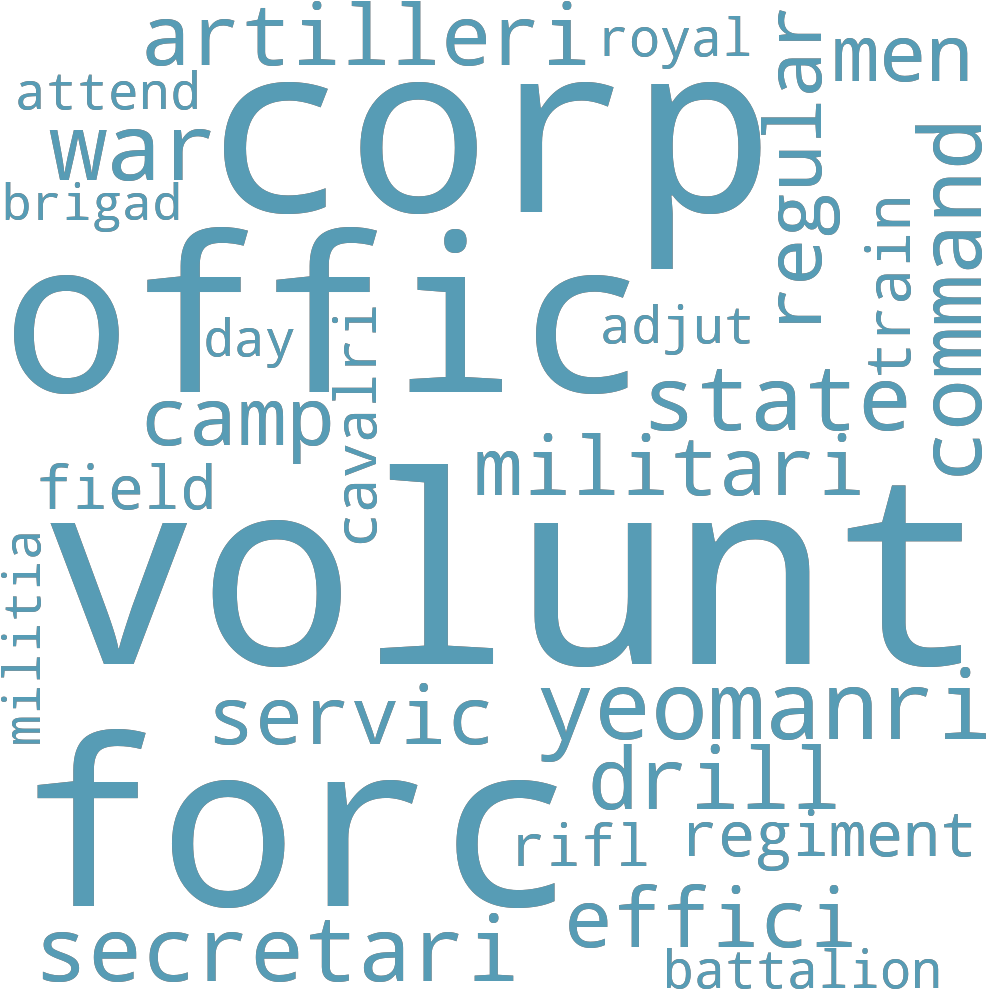 artilleri
royal
regular
men
attend
corp
war
command
brigad
train
offic
day
cavalri
adjut
state
camp
militari
field
volunt
militia
servic
yeomanri
forc
drill
rifl
regiment
effici
secretari
battalion